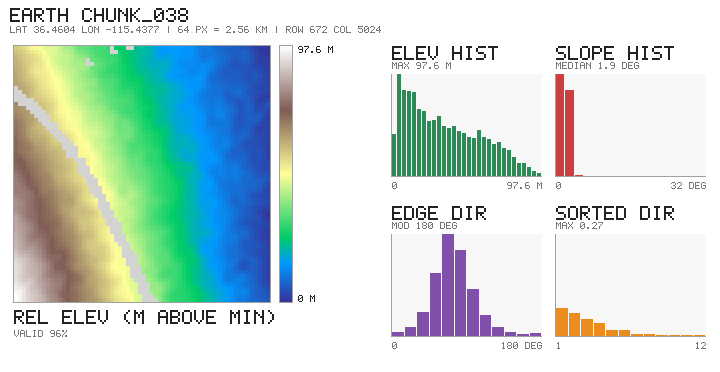 EARTH CHUNK_038
LAT 36.4604 LON -115.4377 | 64 PX = 2.56 KM | ROW 672 COL 5024
97.6 M
0 M
REL ELEV (M ABOVE MIN)
VALID 96%
ELEV HIST
MAX 97.6 M
0 97.6 M
SLOPE HIST
MEDIAN 1.9 DEG
0 32 DEG
EDGE DIR
MOD 180 DEG
0 180 DEG
SORTED DIR
MAX 0.27
1 12